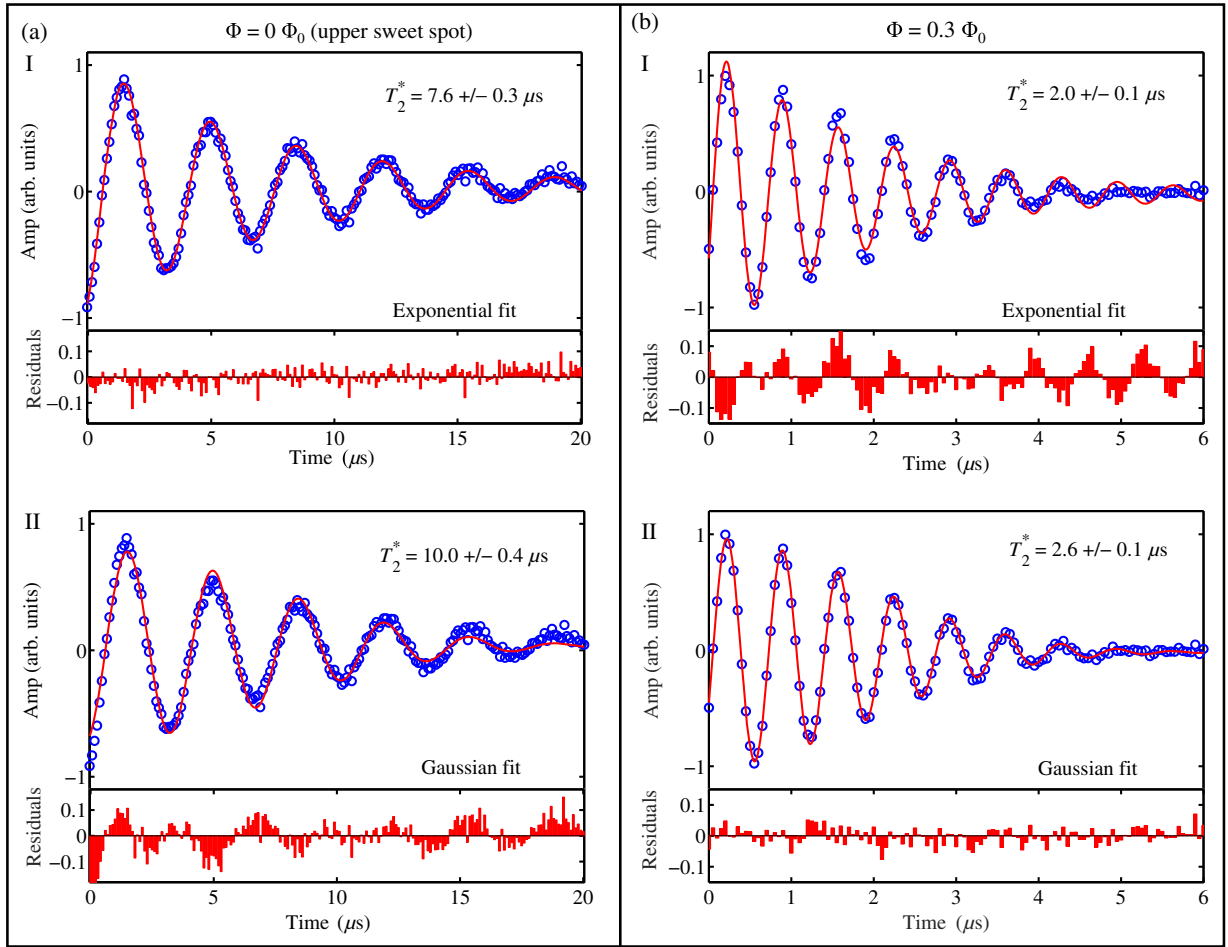 (a)
Φ = 0 Φ₀ (upper sweet spot)
I
1
0
−1
Amp (arb. units)
T₂* = 7.6 +/− 0.3 μs
Exponential fit
0.1
0
−0.1
Residuals
0 5 10 15 20
Time (μs)
II
1
0
−1
Amp (arb. units)
T₂* = 10.0 +/− 0.4 μs
Gaussian fit
0.1
0
−0.1
Residuals
0 5 10 15 20
Time (μs)
(b)
Φ = 0.3 Φ₀
I
1
0
−1
Amp (arb. units)
T₂* = 2.0 +/− 0.1 μs
Exponential fit
0.1
0
−0.1
Residuals
0 1 2 3 4 5 6
Time (μs)
II
1
0
−1
Amp (arb. units)
T₂* = 2.6 +/− 0.1 μs
Gaussian fit
0.1
0
−0.1
Residuals
0 1 2 3 4 5 6
Time (μs)